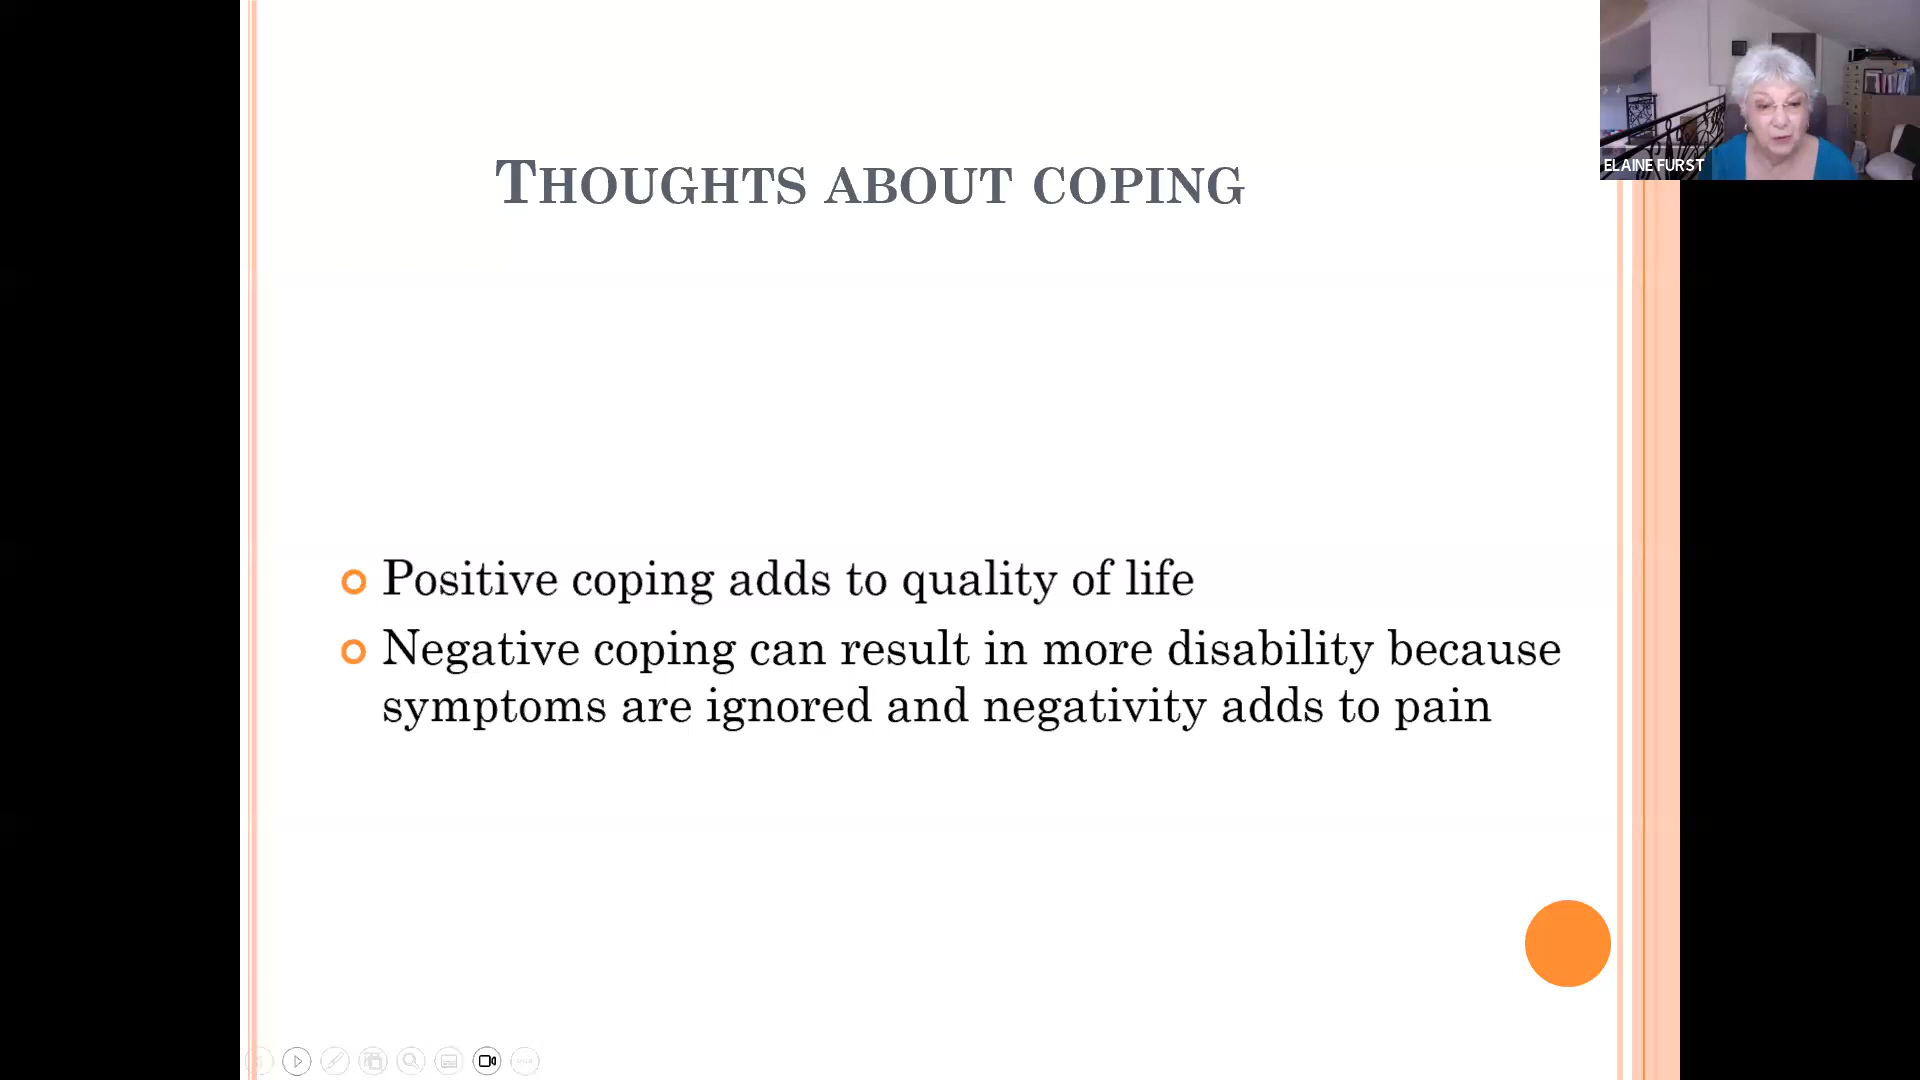 THOUGHTS ABOUT COPING
ELAINE FURST
Positive coping adds to quality of life
Negative coping can result in more disability because
symptoms are ignored and negativity adds to pain